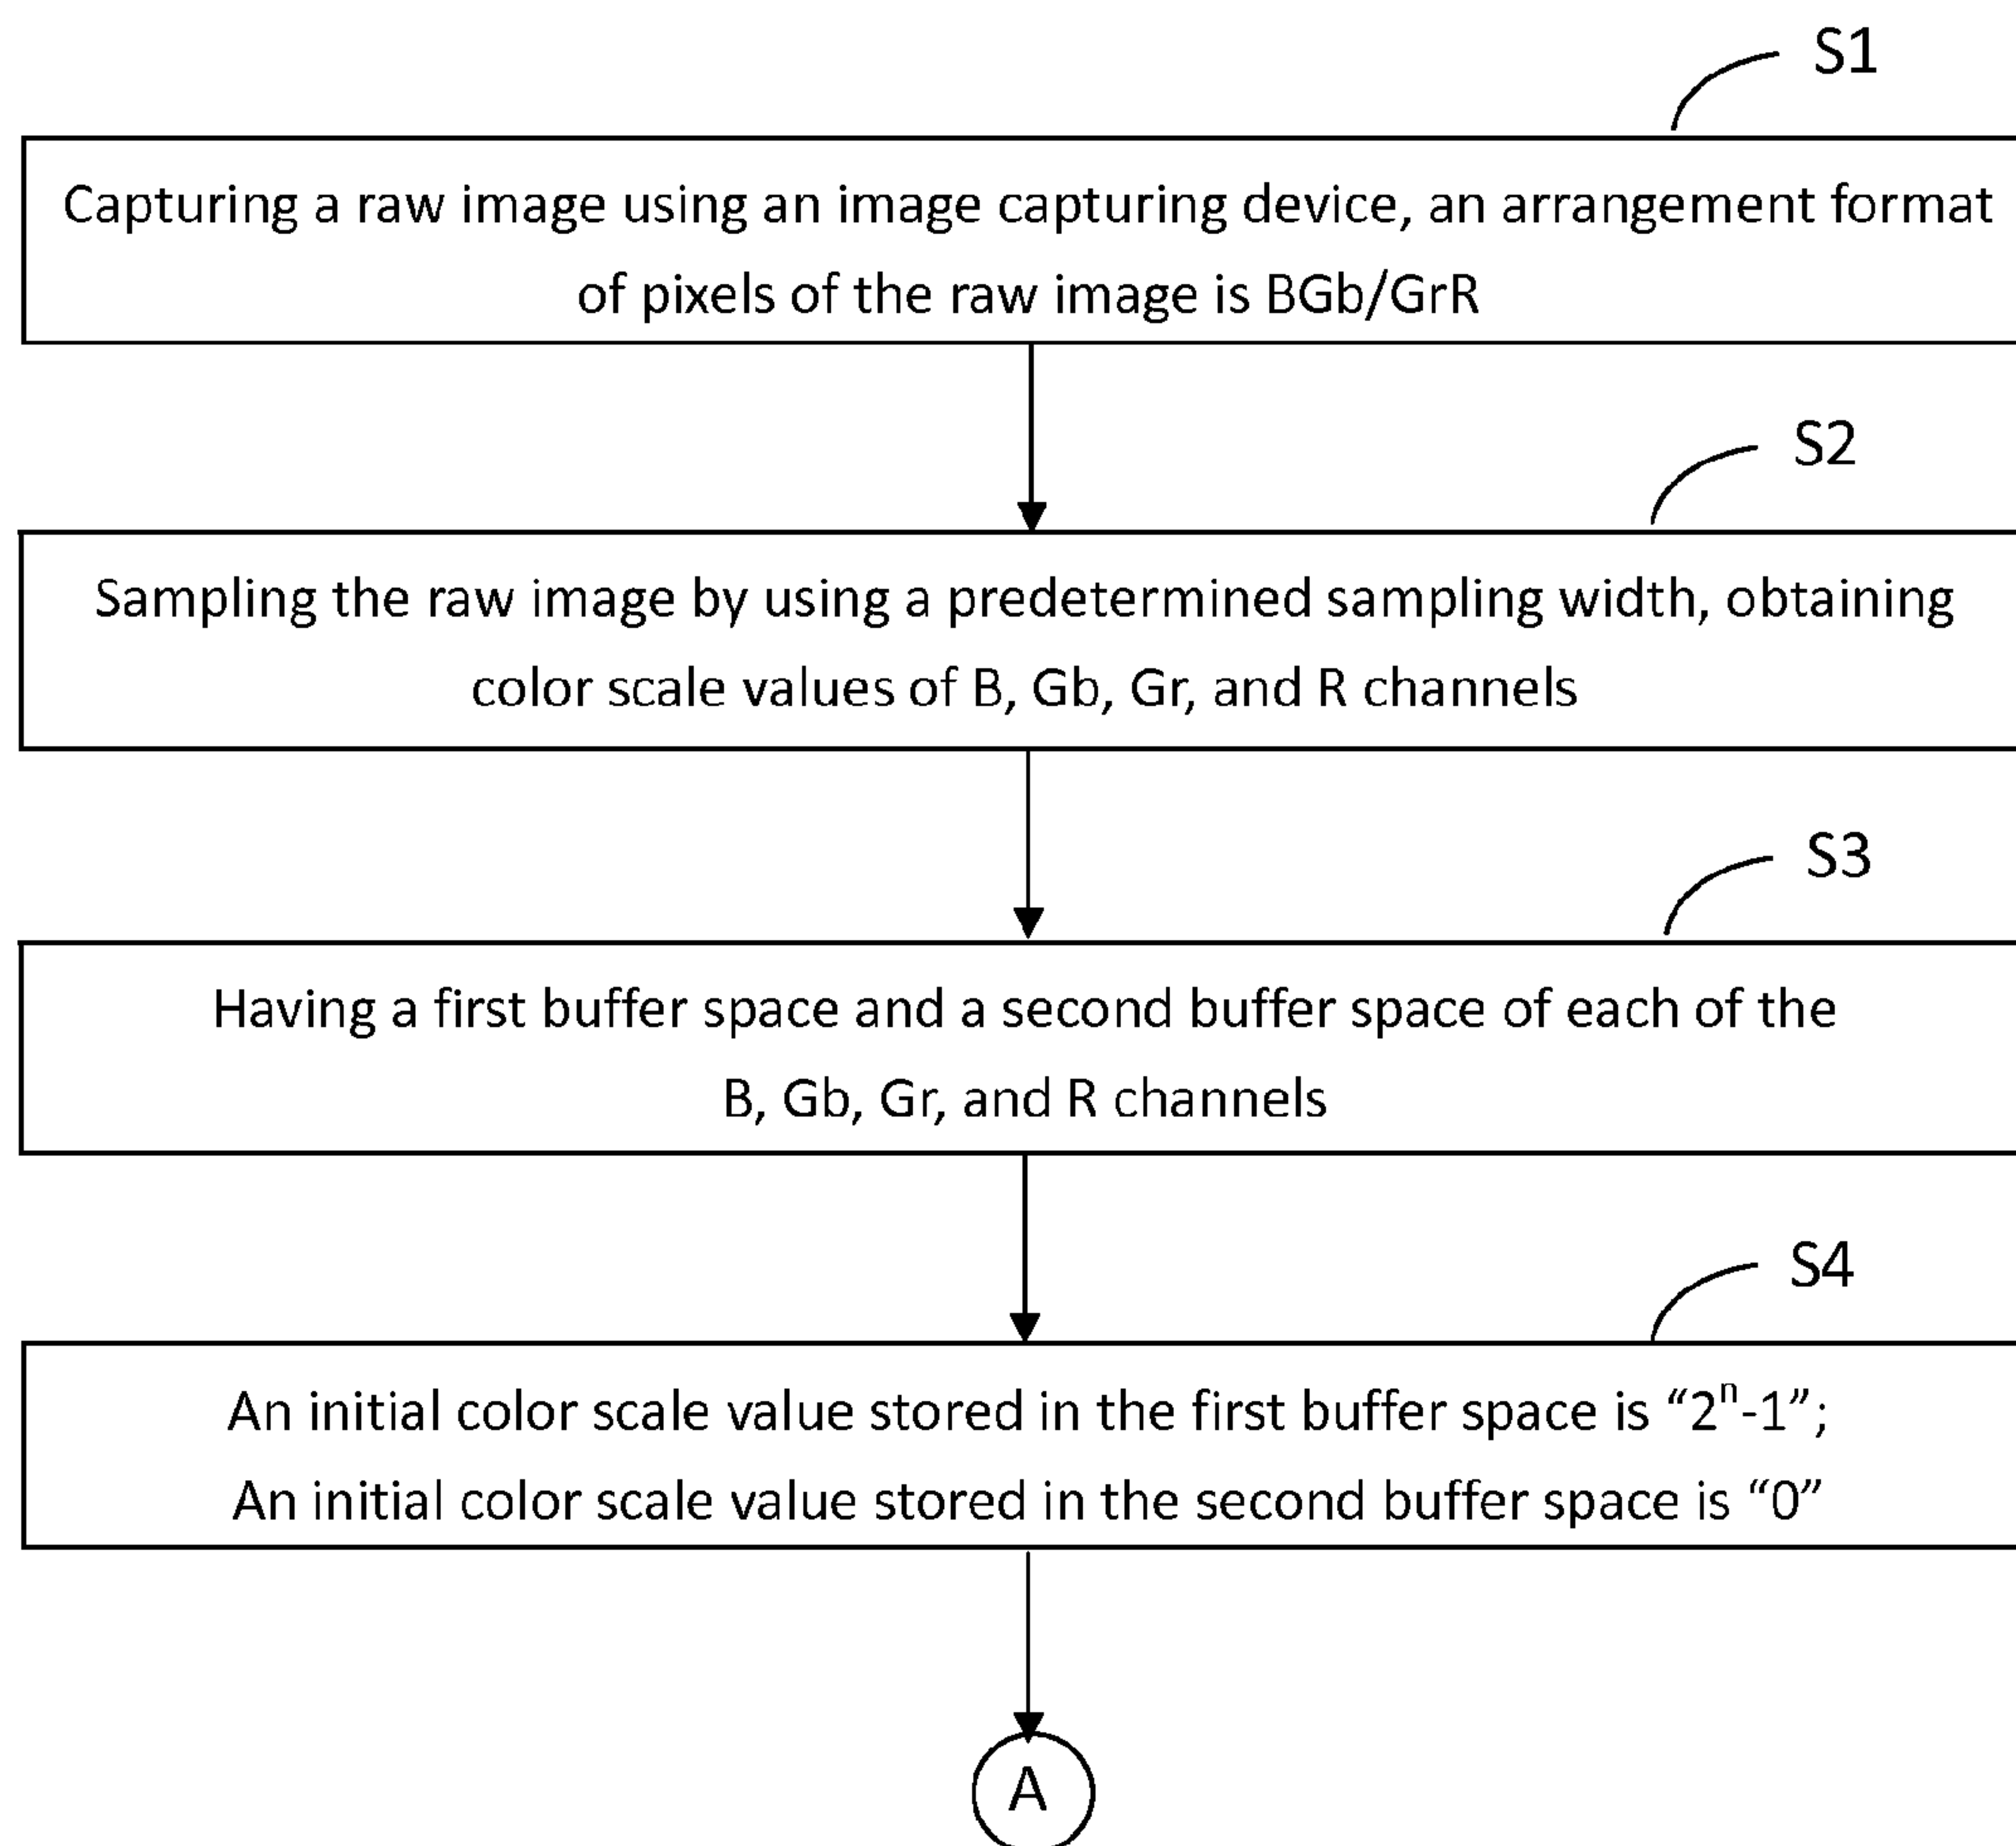 S1
Capturing a raw image using an image capturing device, an arrangement format
of pixels of the raw image is BGb/GrR
S2
Sampling the raw image by using a predetermined sampling width, obtaining
color scale values of B, Gb, Gr, and R channels
S3
Having a first buffer space and a second buffer space of each of the
B, Gb, Gr, and R channels
S4
An initial color scale value stored in the first buffer space is “2ⁿ-1”;
An initial color scale value stored in the second buffer space is “0”
A